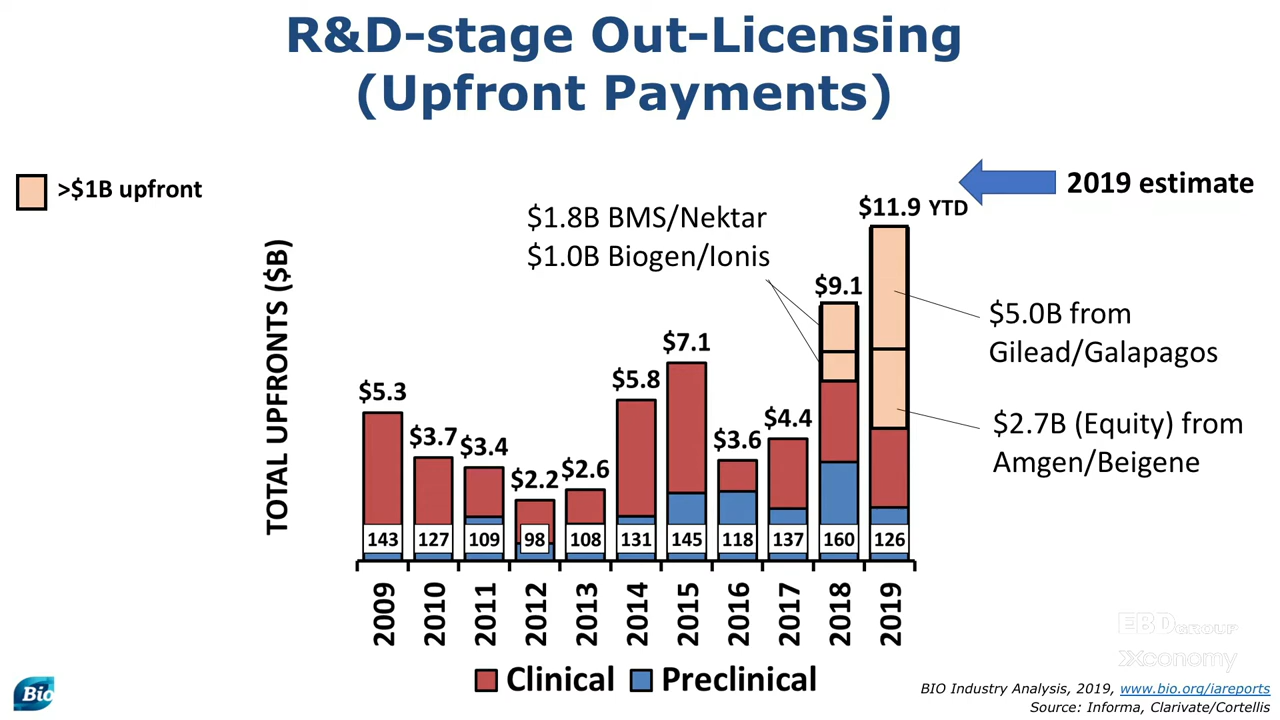 R&D-stage Out-Licensing
(Upfront Payments)
>$1B upfront
2019 estimate
$1.8B BMS/Nektar
$1.0B Biogen/Ionis
$5.0B from
Gilead/Galapagos
$2.7B (Equity) from
Amgen/Beigene
TOTAL UPFRONTS ($B)
$5.3 $3.7 $3.4 $2.2 $2.6 $5.8 $7.1 $3.6 $4.4 $9.1 $11.9 YTD
143 127 109 98 108 131 145 118 137 160 126
2009 2010 2011 2012 2013 2014 2015 2016 2017 2018 2019
Clinical Preclinical
EBD GROUP
Xconomy
Bio
BIO Industry Analysis, 2019, www.bio.org/iareports
Source: Informa, Clarivate/Cortellis